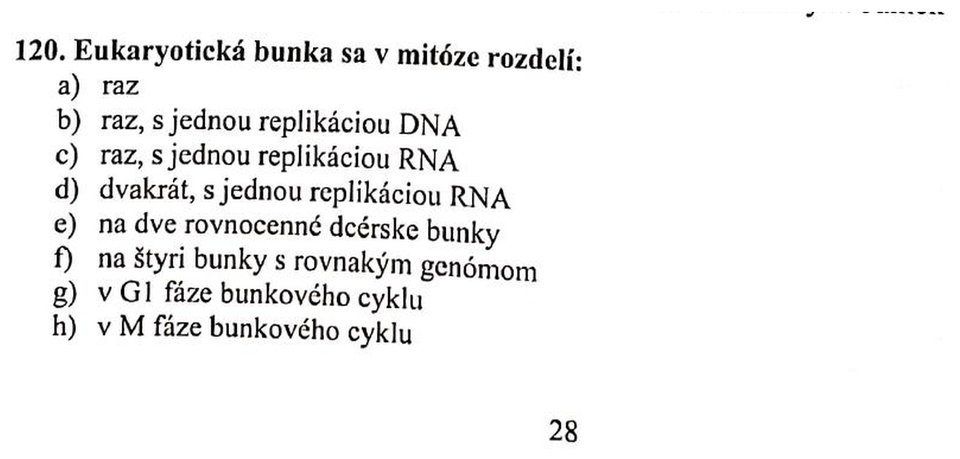 120. Eukaryotická bunka sa v mitóze rozdelí:
a) raz
b) raz, s jednou replikáciou DNA
c) raz, s jednou replikáciou RNA
d) dvakrát, s jednou replikáciou RNA
e) na dve rovnocenné dcérske bunky
f) na štyri bunky s rovnakým genómom
g) v G1 fáze bunkového cyklu
h) v M fáze bunkového cyklu
28